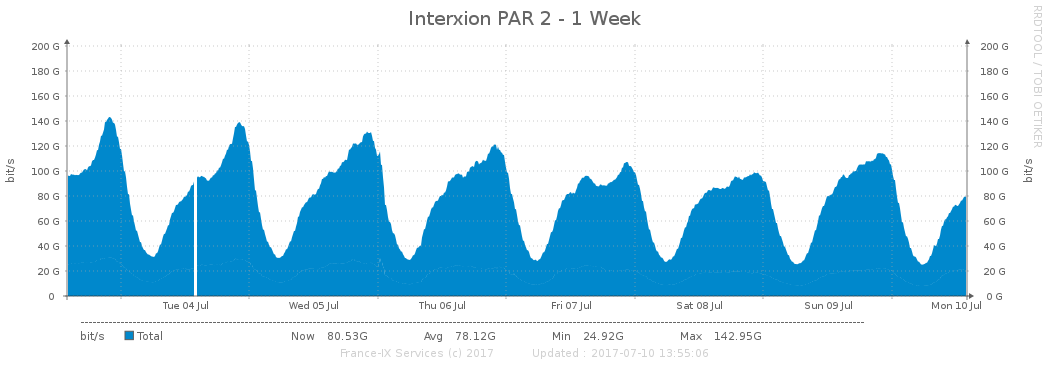 Interxion PAR 2 - 1 Week
RRDTOOL / TOBI OETIKER
200 G 200 G
180 G 180 G
160 G 160 G
140 G 140 G
120 G 120 G
100 G 100 G
80 G 80 G
60 G 60 G
40 G 40 G
20 G 20 G
0 0 G
bit/s bit/s
Tue 04 Jul Wed 05 Jul Thu 06 Jul Fri 07 Jul Sat 08 Jul Sun 09 Jul Mon 10 Jul
bit/s Total Now 80.53G Avg 78.12G Min 24.92G Max 142.95G
France-IX Services (c) 2017 Updated : 2017-07-10 13:55:06